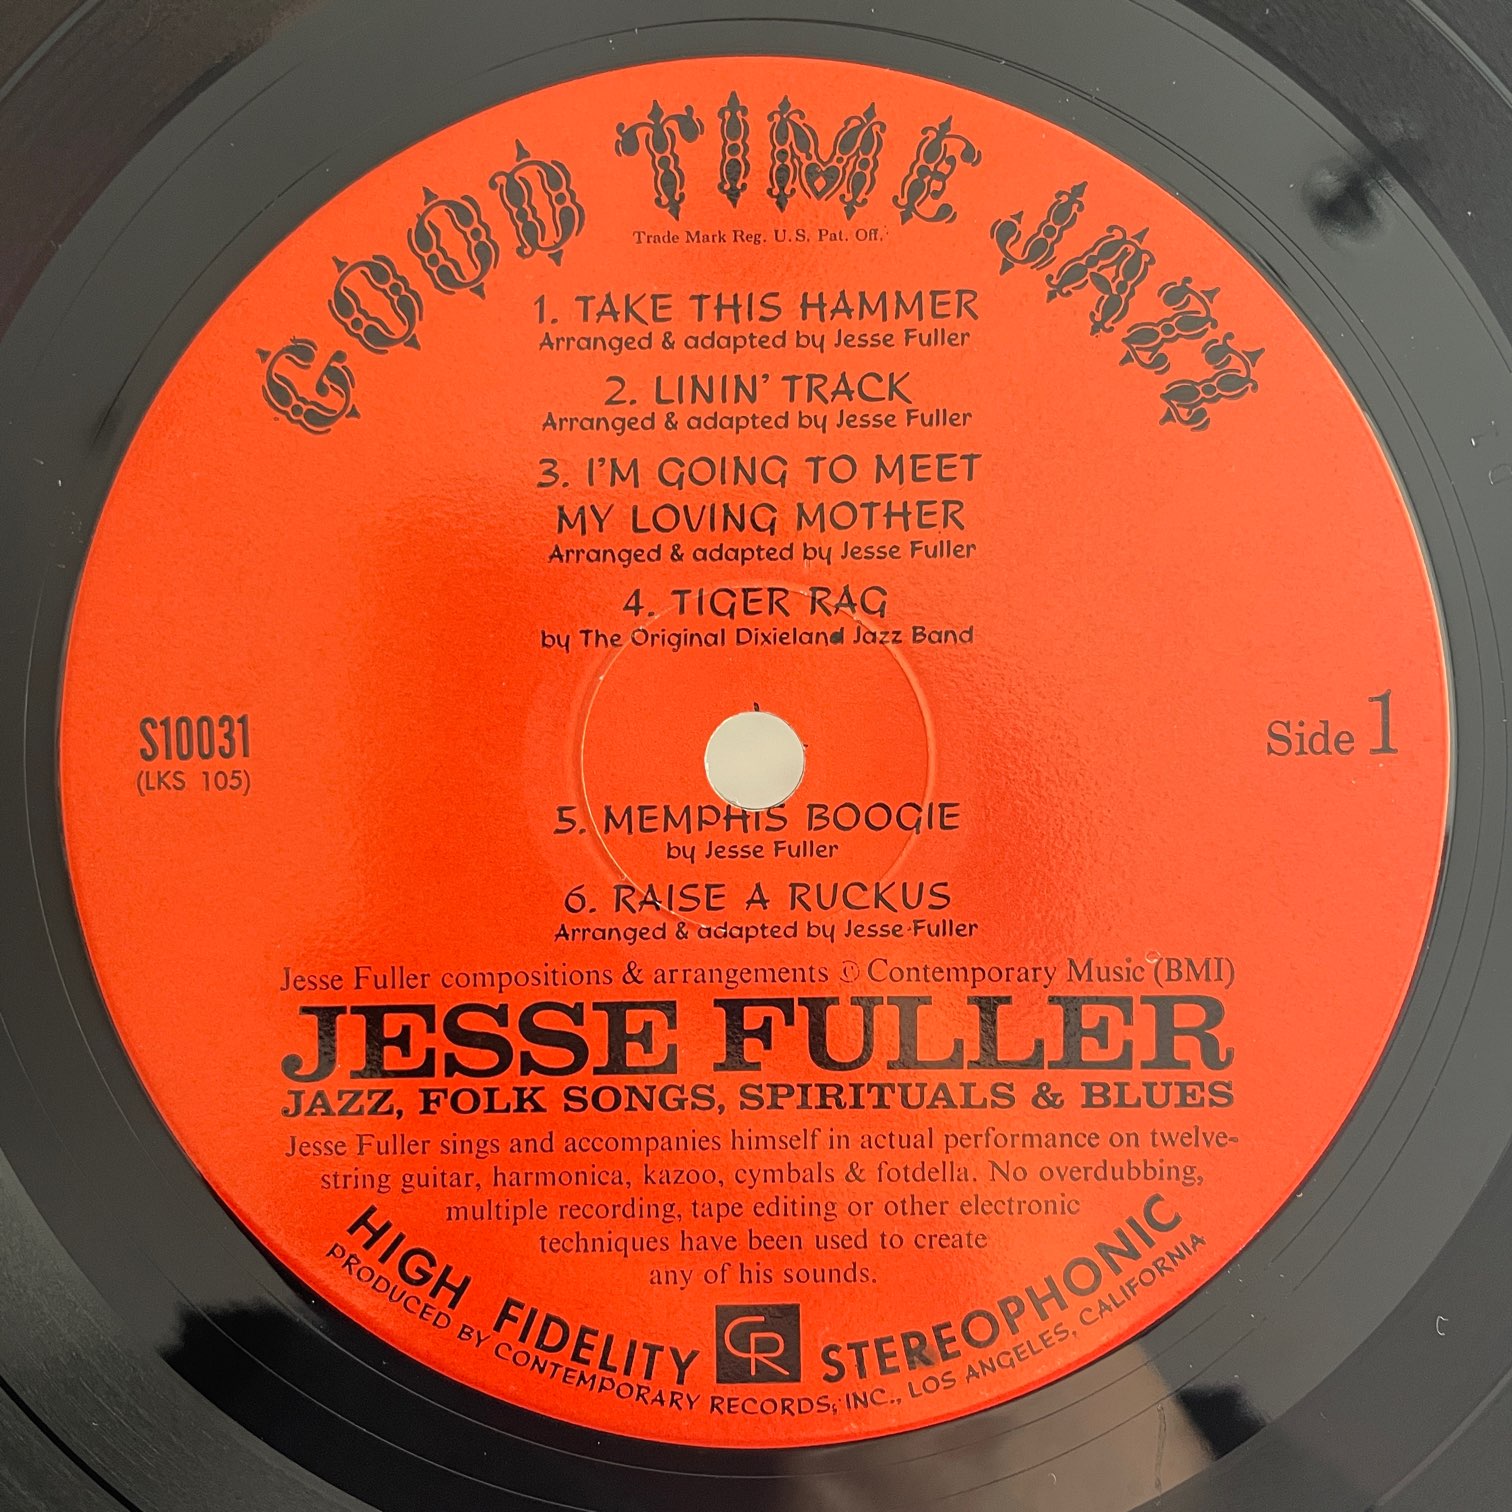 GOOD TIME JAZZ
Trade Mark Reg. U.S. Pat. Off.
1. TAKE THIS HAMMER
Arranged & adapted by Jesse Fuller
2. LININ' TRACK
Arranged & adapted by Jesse Fuller
3. I'M GOING TO MEET
MY LOVING MOTHER
Arranged & adapted by Jesse Fuller
4. TIGER RAG
by The Original Dixieland Jazz Band
S10031
(LKS 105)
Side 1
5. MEMPHIS BOOGIE
by Jesse Fuller
6. RAISE A RUCKUS
Arranged & adapted by Jesse Fuller
Jesse Fuller compositions & arrangements © Contemporary Music (BMI)
JESSE FULLER
JAZZ, FOLK SONGS, SPIRITUALS & BLUES
Jesse Fuller sings and accompanies himself in actual performance on twelve-
string guitar, harmonica, kazoo, cymbals & fotdella. No overdubbing,
multiple recording, tape editing or other electronic
techniques have been used to create
any of his sounds.
HIGH FIDELITY CR STEREOPHONIC
PRODUCED BY CONTEMPORARY RECORDS, INC., LOS ANGELES, CALIFORNIA